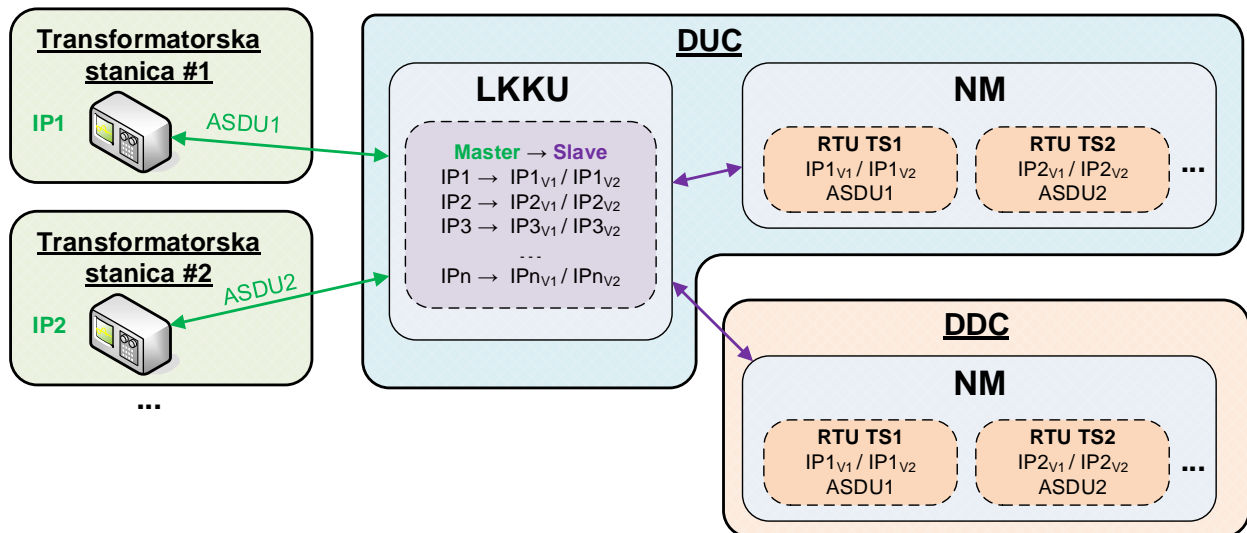 Transformatorska
stanica #1
IP1
ASDU1
Transformatorska
stanica #2
IP2
ASDU2
...
DUC
LKKU
Master → Slave
IP1 → IP1V1 / IP1V2
IP2 → IP2V1 / IP2V2
IP3 → IP3V1 / IP3V2
...
IPn → IPnV1 / IPnV2
NM
RTU TS1
IP1V1 / IP1V2
ASDU1
RTU TS2
IP2V1 / IP2V2
ASDU2
...
DDC
NM
RTU TS1
IP1V1 / IP1V2
ASDU1
RTU TS2
IP2V1 / IP2V2
ASDU2
...